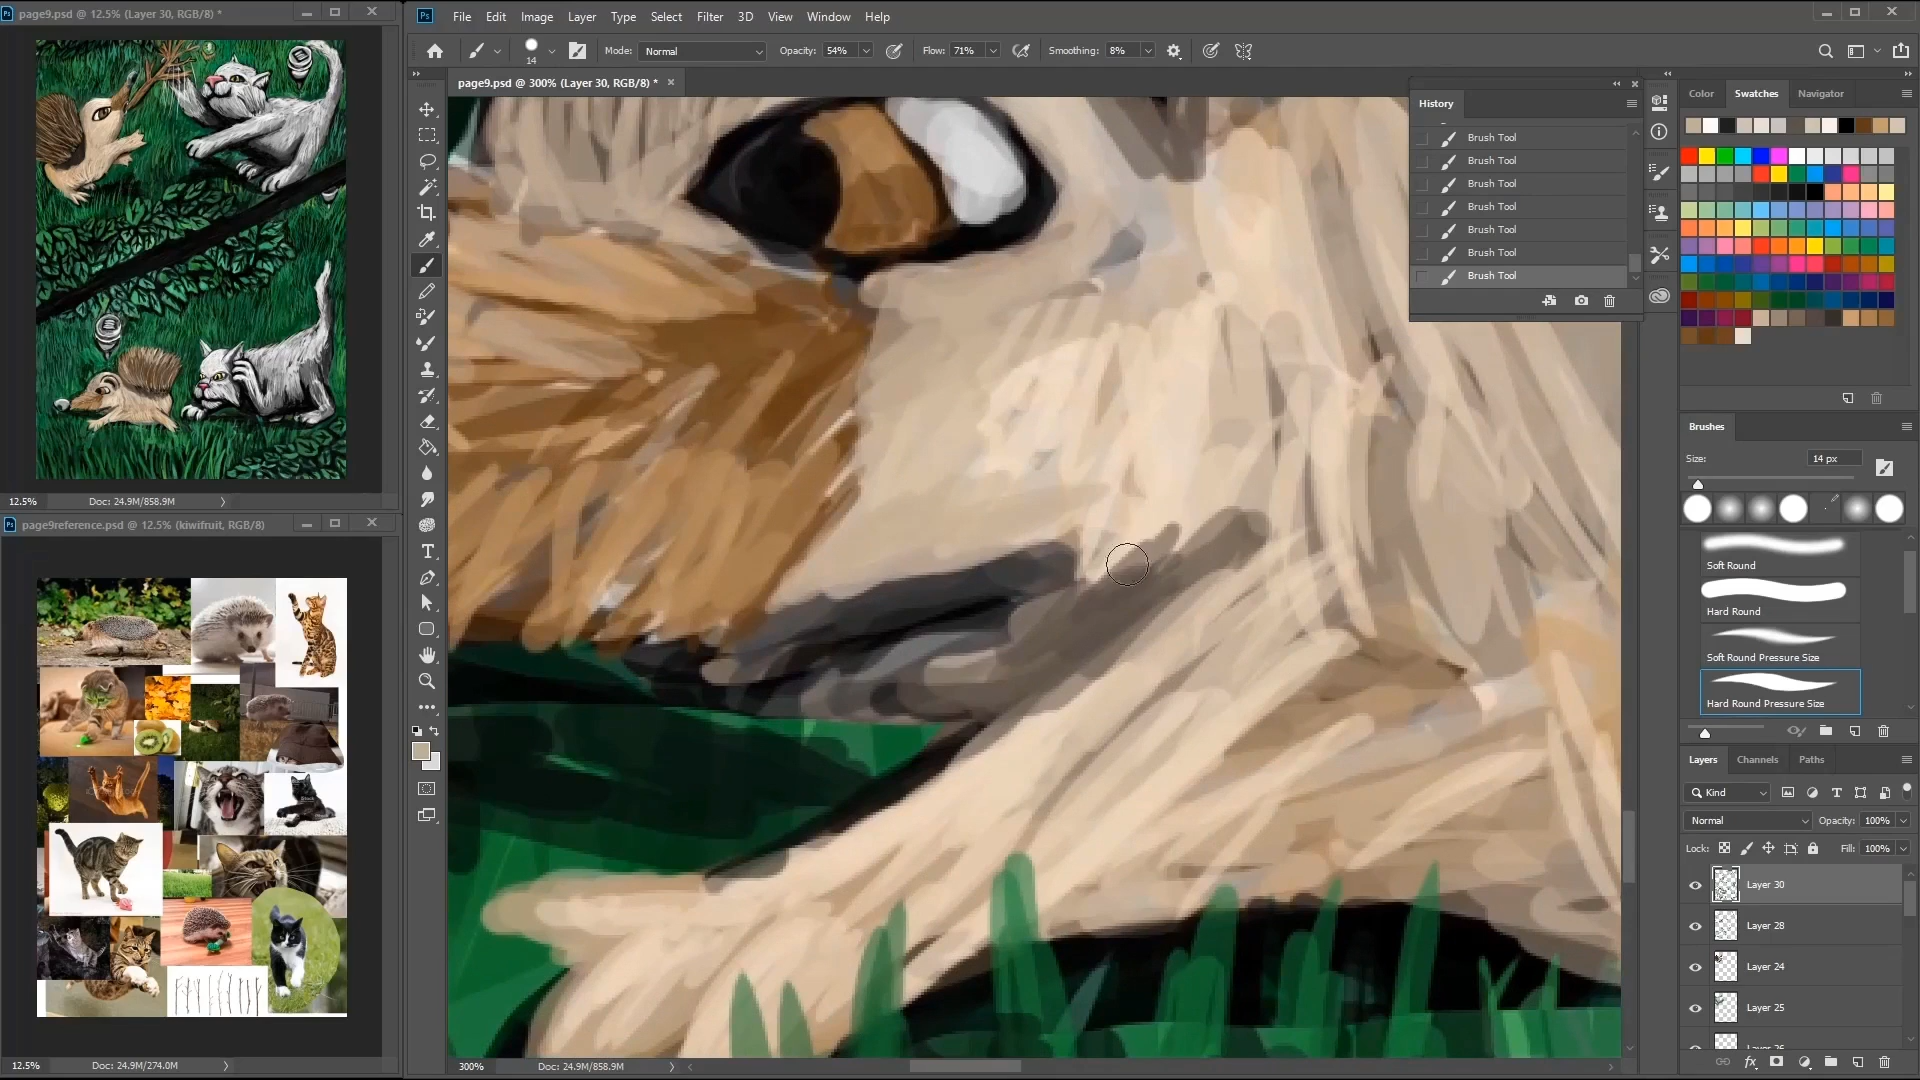 page9.psd @ 12.5% (Layer 30, RGB/8) *
12.5%
Doc: 24.9M/858.9M
page9reference.psd @ 12.5% (kiwifruit, RGB/8)
12.5%
Doc: 24.9M/274.0M
Ps
File Edit Image Layer Type Select Filter 3D View Window Help
14
Mode: Normal
Opacity: 54%
Flow: 71%
Smoothing: 8%
page9.psd @ 300% (Layer 30, RGB/8) *
History
Brush Tool
Brush Tool
Brush Tool
Brush Tool
Brush Tool
Brush Tool
Brush Tool
300%
Doc: 24.9M/858.9M
Color Swatches Navigator
Brushes
Size: 14 px
Soft Round
Hard Round
Soft Round Pressure Size
Hard Round Pressure Size
Layers Channels Paths
Kind
Normal Opacity: 100%
Lock: Fill: 100%
Layer 30
Layer 28
Layer 24
Layer 25